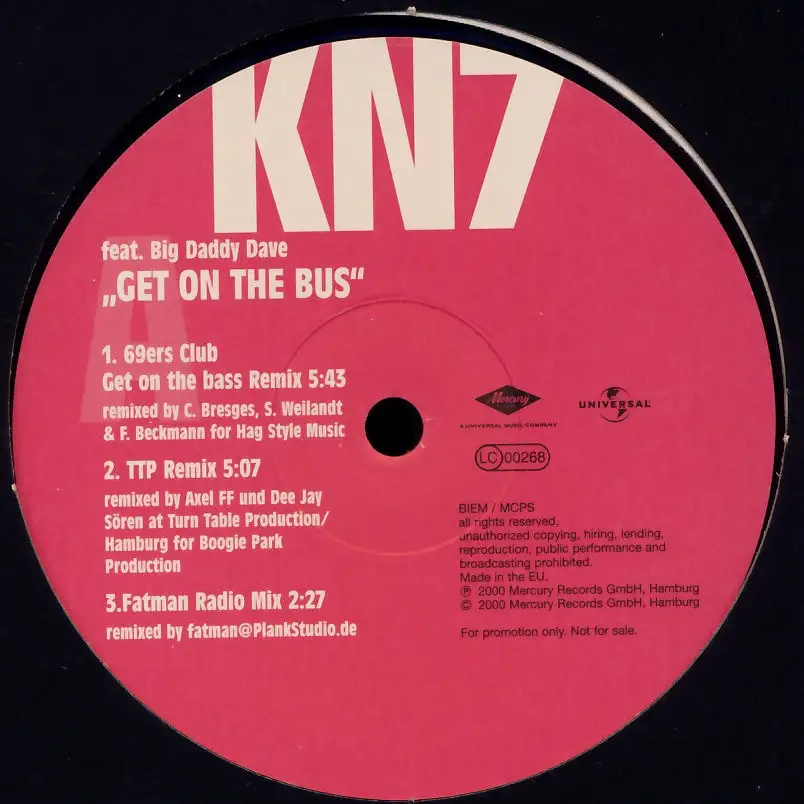 KN7
feat. Big Daddy Dave
„GET ON THE BUS“
A
1. 69ers Club
Get on the bass Remix 5:43
remixed by C. Bresges, S. Weilandt
& F. Beckmann for Hag Style Music
2. TTP Remix 5:07
remixed by Axel FF und Dee Jay
Sören at Turn Table Production/
Hamburg for Boogie Park
Production
3.Fatman Radio Mix 2:27
remixed by fatman@PlankStudio.de
Mercury
A UNIVERSAL MUSIC COMPANY
UNIVERSAL
LC 00268
BIEM / MCPS
all rights reserved,
unauthorized copying, hiring, lending,
reproduction, public performance and
broadcasting prohibited.
Made in the EU.
℗ 2000 Mercury Records GmbH, Hamburg
© 2000 Mercury Records GmbH, Hamburg
For promotion only. Not for sale.